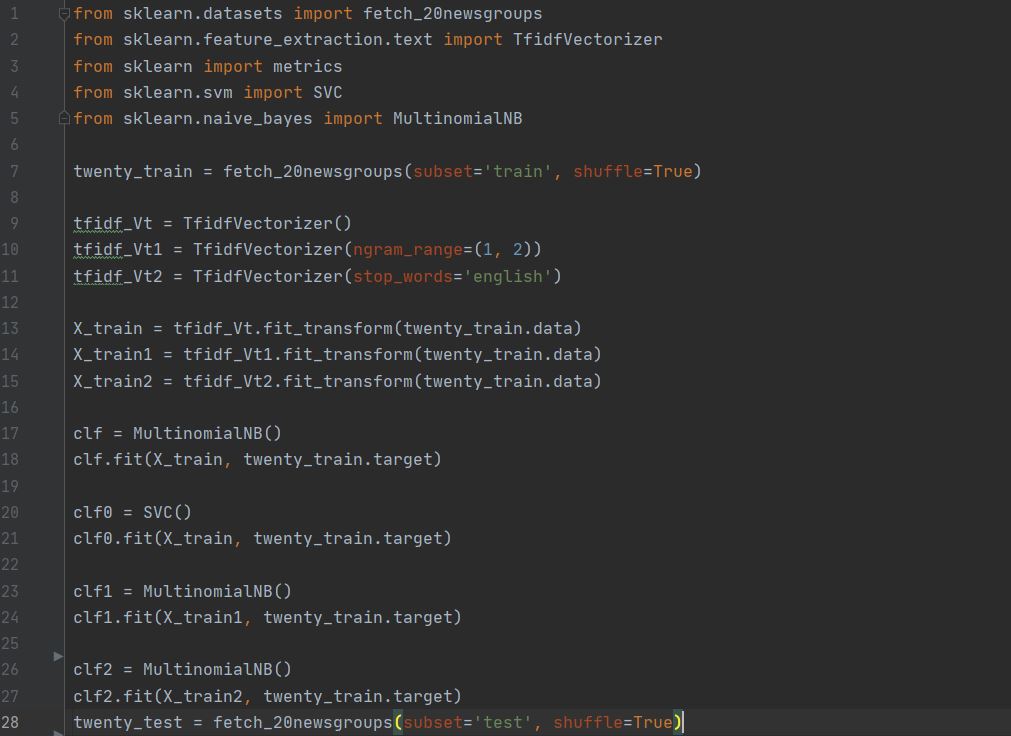 1 from sklearn.datasets import fetch_20newsgroups
2 from sklearn.feature_extraction.text import TfidfVectorizer
3 from sklearn import metrics
4 from sklearn.svm import SVC
5 from sklearn.naive_bayes import MultinomialNB
6
7 twenty_train = fetch_20newsgroups(subset='train', shuffle=True)
8
9 tfidf_Vt = TfidfVectorizer()
10 tfidf_Vt1 = TfidfVectorizer(ngram_range=(1, 2))
11 tfidf_Vt2 = TfidfVectorizer(stop_words='english')
12
13 X_train = tfidf_Vt.fit_transform(twenty_train.data)
14 X_train1 = tfidf_Vt1.fit_transform(twenty_train.data)
15 X_train2 = tfidf_Vt2.fit_transform(twenty_train.data)
16
17 clf = MultinomialNB()
18 clf.fit(X_train, twenty_train.target)
19
20 clf0 = SVC()
21 clf0.fit(X_train, twenty_train.target)
22
23 clf1 = MultinomialNB()
24 clf1.fit(X_train1, twenty_train.target)
25
26 clf2 = MultinomialNB()
27 clf2.fit(X_train2, twenty_train.target)
28 twenty_test = fetch_20newsgroups(subset='test', shuffle=True)